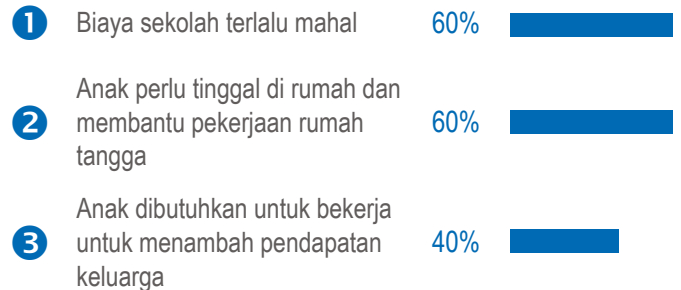 1 Biaya sekolah terlalu mahal 60%
Anak perlu tinggal di rumah dan
2 membantu pekerjaan rumah 60%
tangga
Anak dibutuhkan untuk bekerja
3 untuk menambah pendapatan 40%
keluarga